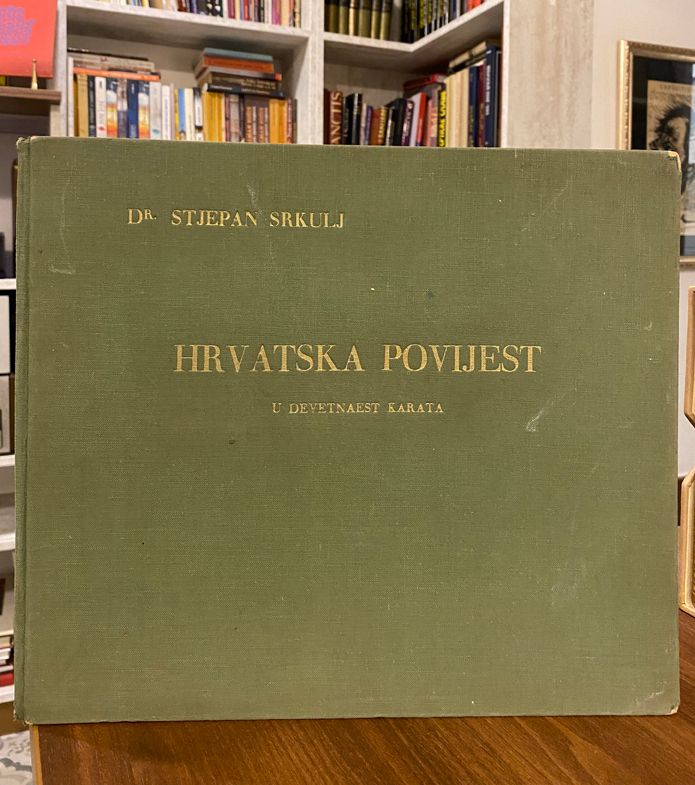 DR. STJEPAN SRKULJ
HRVATSKA POVIJEST
U DEVETNAEST KARATA